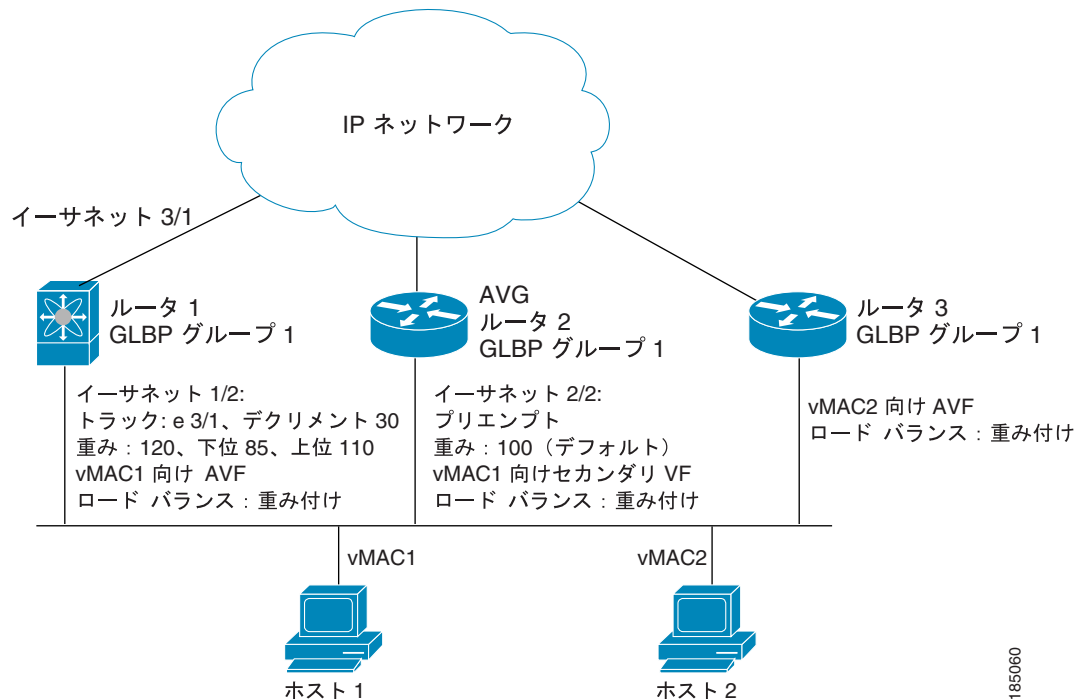 IP ネットワーク
イーサネット 3/1
ルータ 1
GLBP グループ 1
AVG
ルータ 2
GLBP グループ 1
ルータ 3
GLBP グループ 1
イーサネット 1/2:
トラック: e 3/1、デクリメント 30
重み：120、下位 85、上位 110
vMAC1 向け AVF
ロード バランス：重み付け
イーサネット 2/2:
プリエンプト
重み：100（デフォルト）
vMAC1 向けセカンダリ VF
ロード バランス：重み付け
vMAC2 向け AVF
ロード バランス：重み付け
vMAC1
vMAC2
ホスト 1
ホスト 2
185060